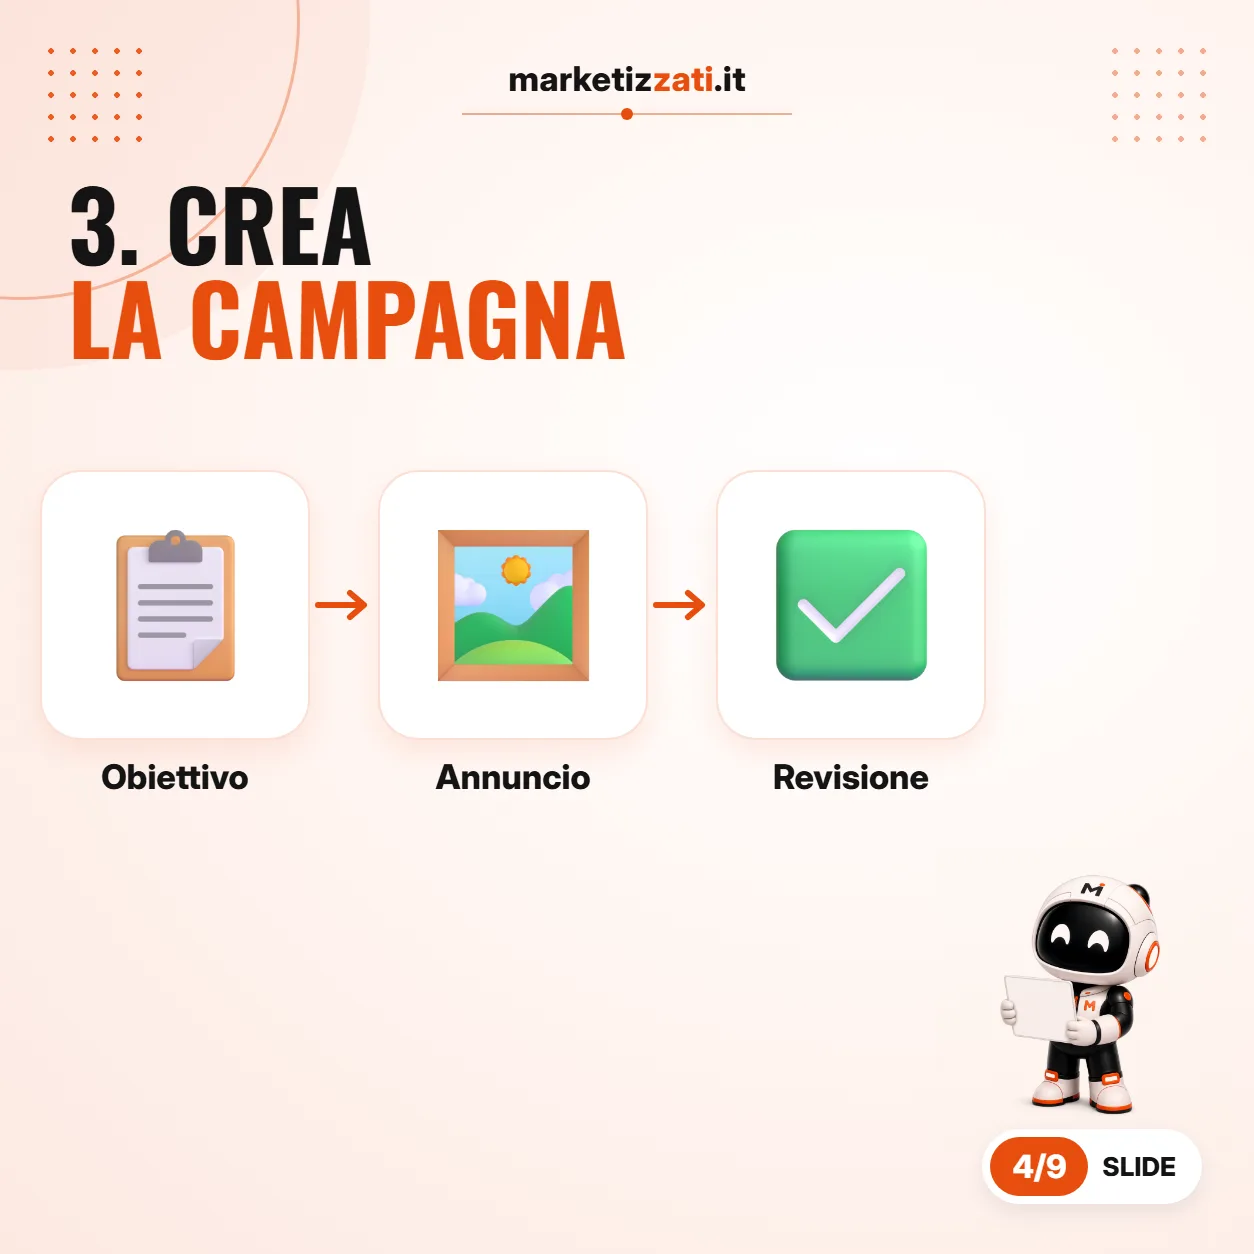 marketizzati.it
3. CREA
LA CAMPAGNA
Obiettivo
Annuncio
Revisione
M
M
4/9 SLIDE